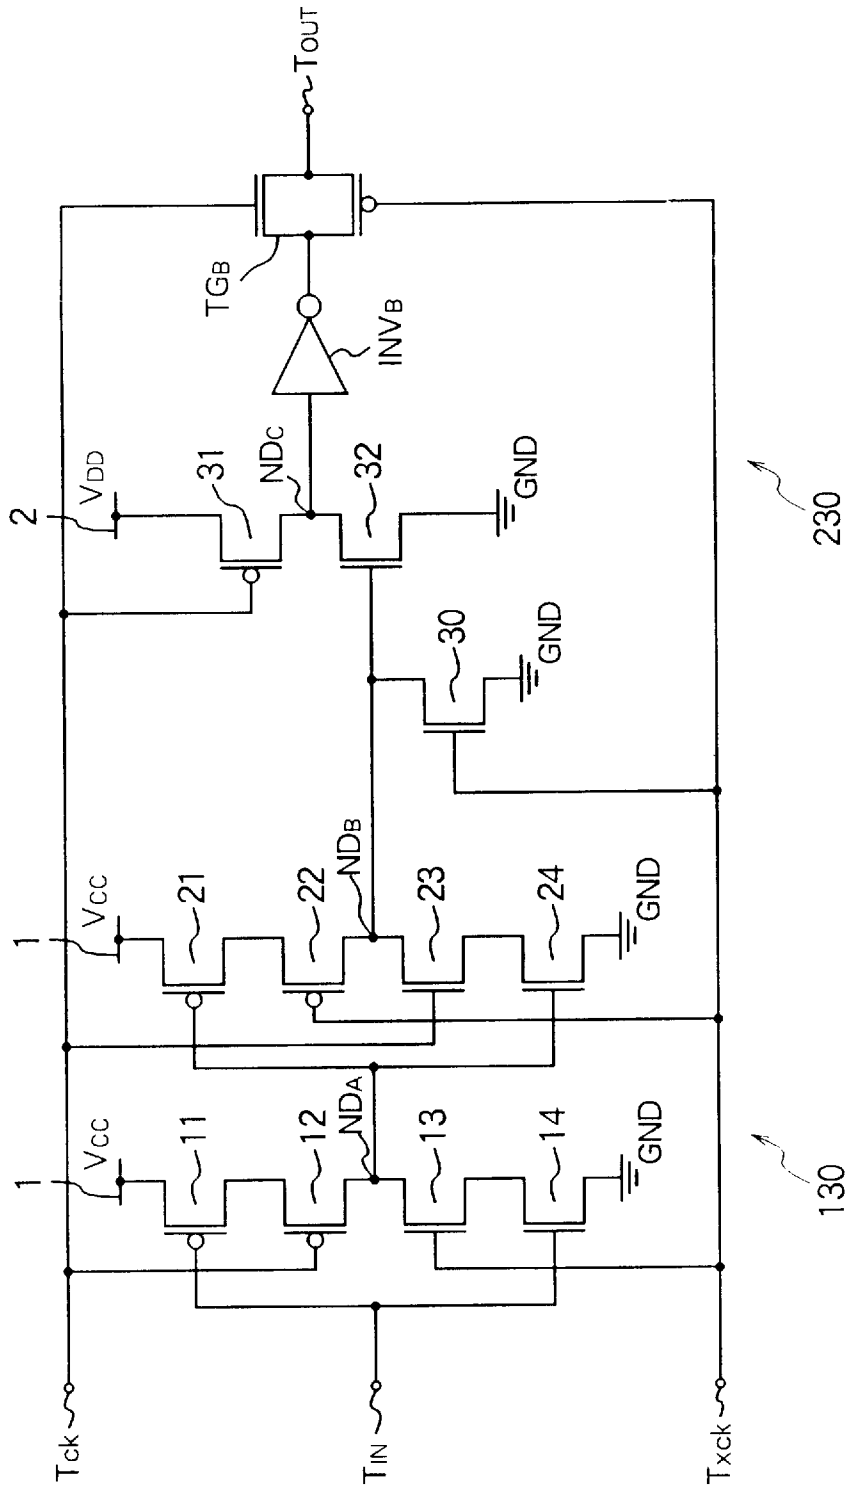 Tck
TIN
Txck
1
VCC
11
12
NDA
13
14
GND
130
1
VCC
21
22
NDB
23
24
GND
30
GND
2
VDD
31
NDC
32
GND
230
INVB
TGB
TOUT